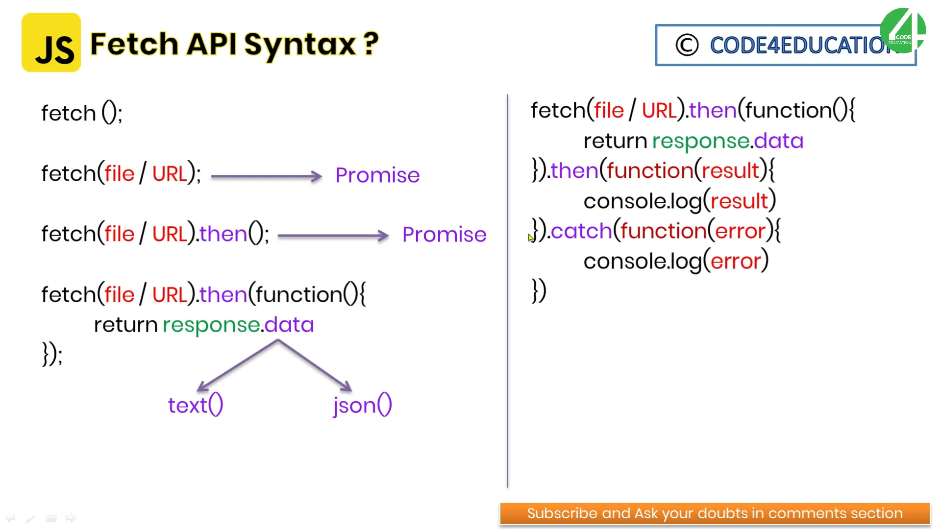 JS
Fetch API Syntax ?
© CODE4EDUCATION
4
CODE
fetch ();
fetch(file / URL);
Promise
fetch(file / URL).then();
Promise
fetch(file / URL).then(function(){
return response.data
});
text()
json()
fetch(file / URL).then(function(){
return response.data
}).then(function(result){
console.log(result)
}).catch(function(error){
console.log(error)
})
Subscribe and Ask your doubts in comments section